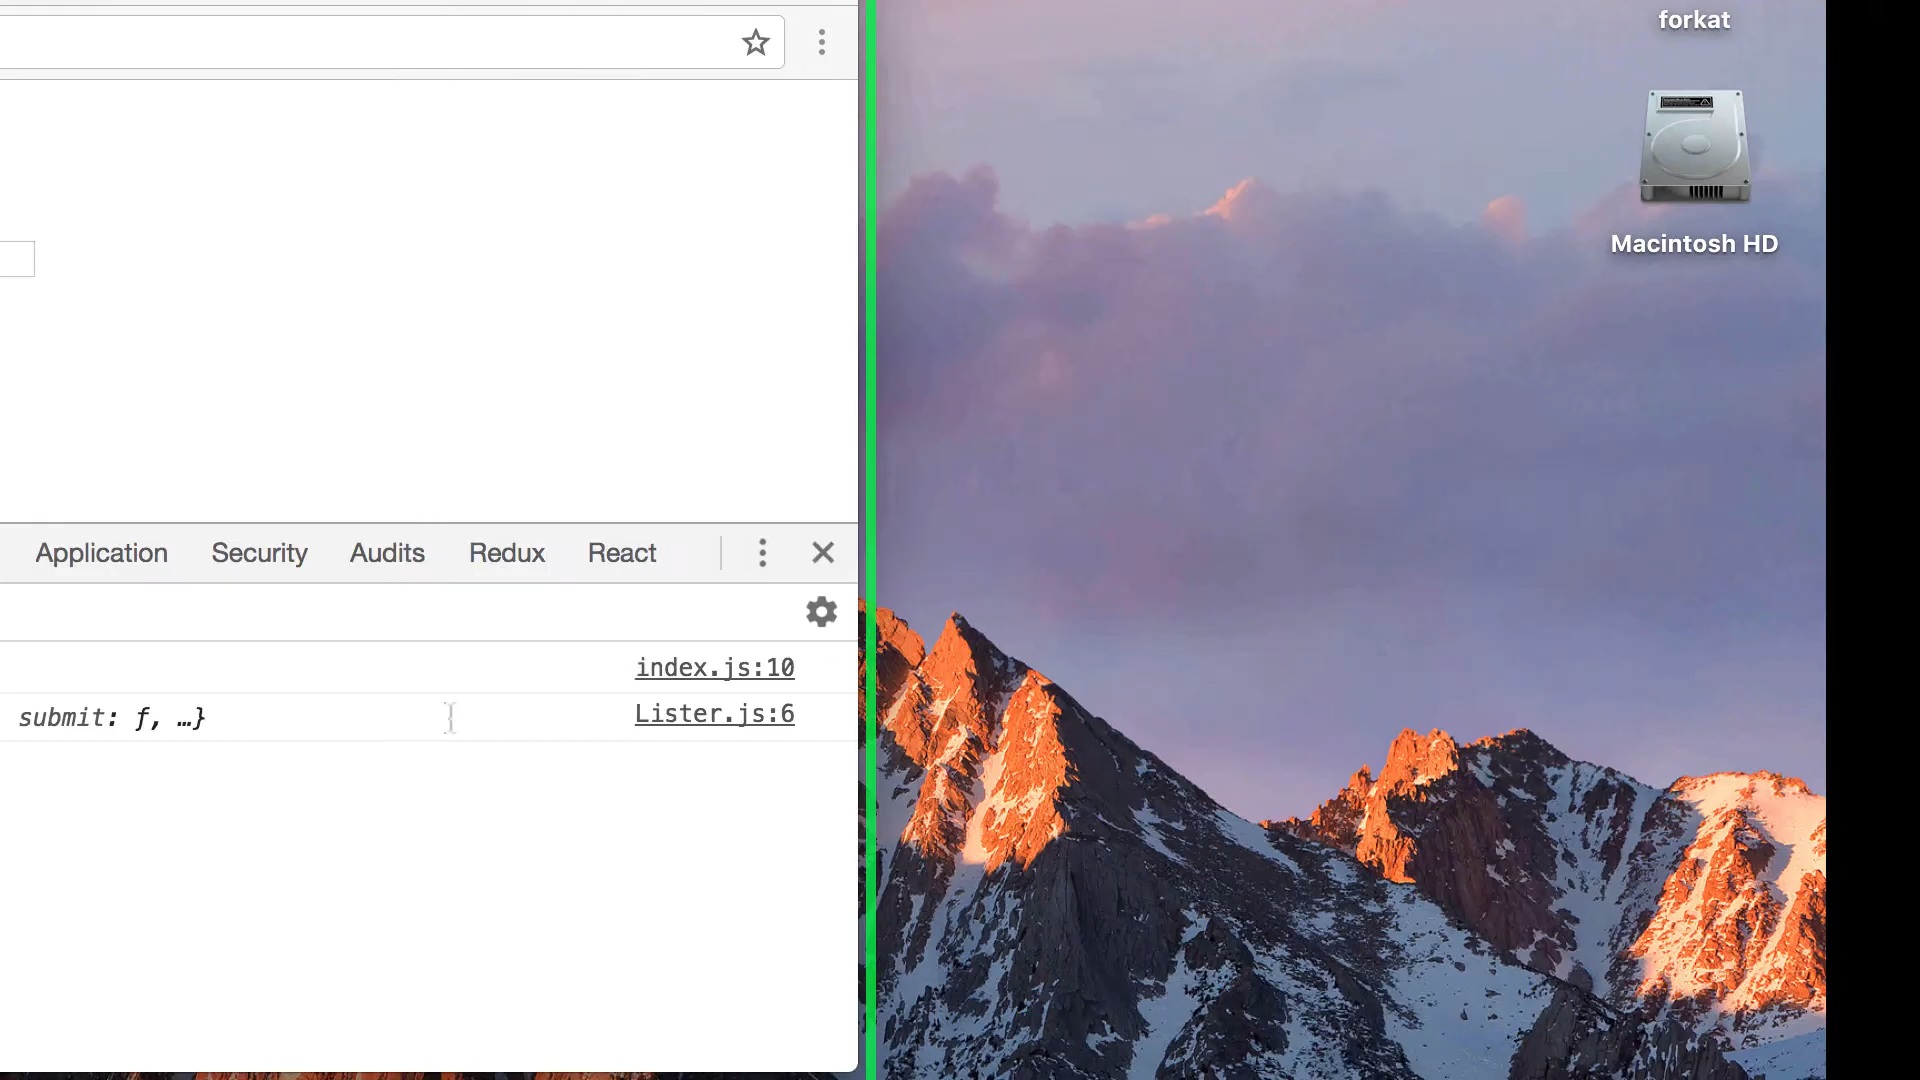 forkat
Macintosh HD
Application Security Audits Redux React
index.js:10
submit: ƒ, …} Lister.js:6